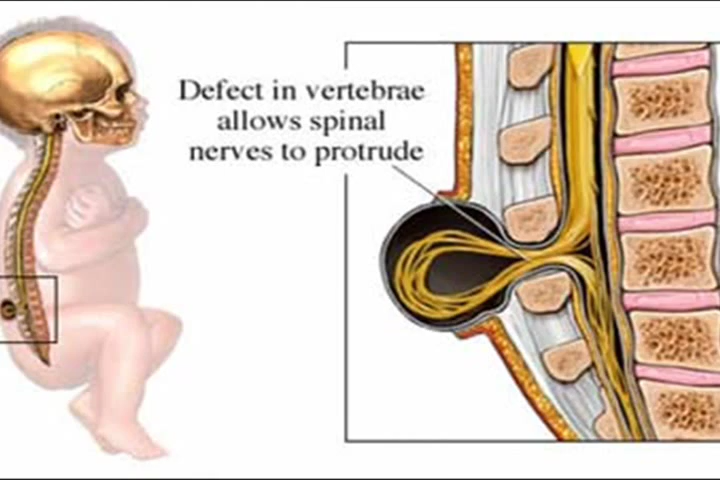 Defect in vertebrae
allows spinal
nerves to protrude